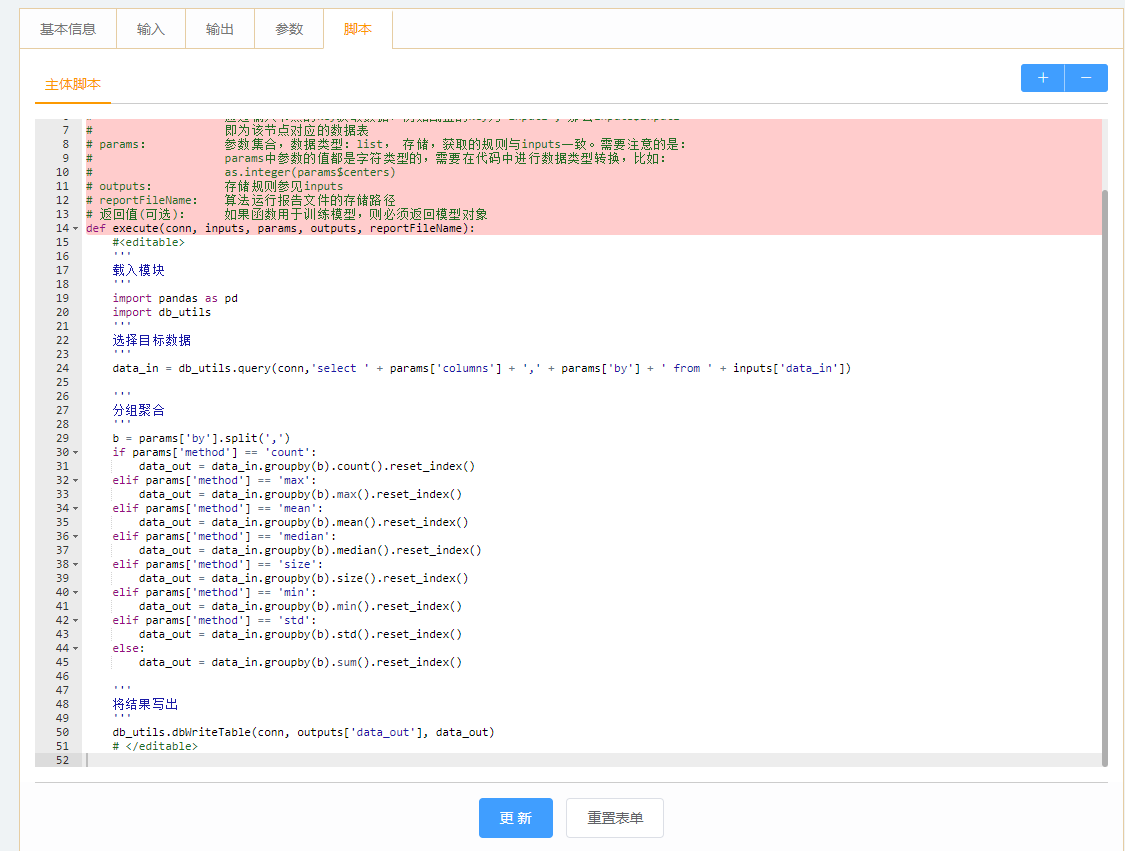 基本信息 输入 输出 参数 脚本
主体脚本
+ −
7 # 即为该节点对应的数据表
8 # params: 参数集合，数据类型：list， 存储，获取的规则与inputs一致。需要注意的是：
9 # params中参数的值都是字符类型的，需要在代码中进行数据类型转换，比如：
10 # as.integer(params$centers)
11 # outputs: 存储规则参见inputs
12 # reportFileName: 算法运行报告文件的存储路径
13 # 返回值(可选): 如果函数用于训练模型，则必须返回模型对象
14 def execute(conn, inputs, params, outputs, reportFileName):
15 #<editable>
16 '''
17 载入模块
18 '''
19 import pandas as pd
20 import db_utils
21 '''
22 选择目标数据
23 '''
24 data_in = db_utils.query(conn,'select ' + params['columns'] + ',' + params['by'] + ' from ' + inputs['data_in'])
25
26 '''
27 分组聚合
28 '''
29 b = params['by'].split(',')
30 if params['method'] == 'count':
31 data_out = data_in.groupby(b).count().reset_index()
32 elif params['method'] == 'max':
33 data_out = data_in.groupby(b).max().reset_index()
34 elif params['method'] == 'mean':
35 data_out = data_in.groupby(b).mean().reset_index()
36 elif params['method'] == 'median':
37 data_out = data_in.groupby(b).median().reset_index()
38 elif params['method'] == 'size':
39 data_out = data_in.groupby(b).size().reset_index()
40 elif params['method'] == 'min':
41 data_out = data_in.groupby(b).min().reset_index()
42 elif params['method'] == 'std':
43 data_out = data_in.groupby(b).std().reset_index()
44 else:
45 data_out = data_in.groupby(b).sum().reset_index()
46
47 '''
48 将结果写出
49 '''
50 db_utils.dbWriteTable(conn, outputs['data_out'], data_out)
51 # </editable>
52
更 新 重置表单